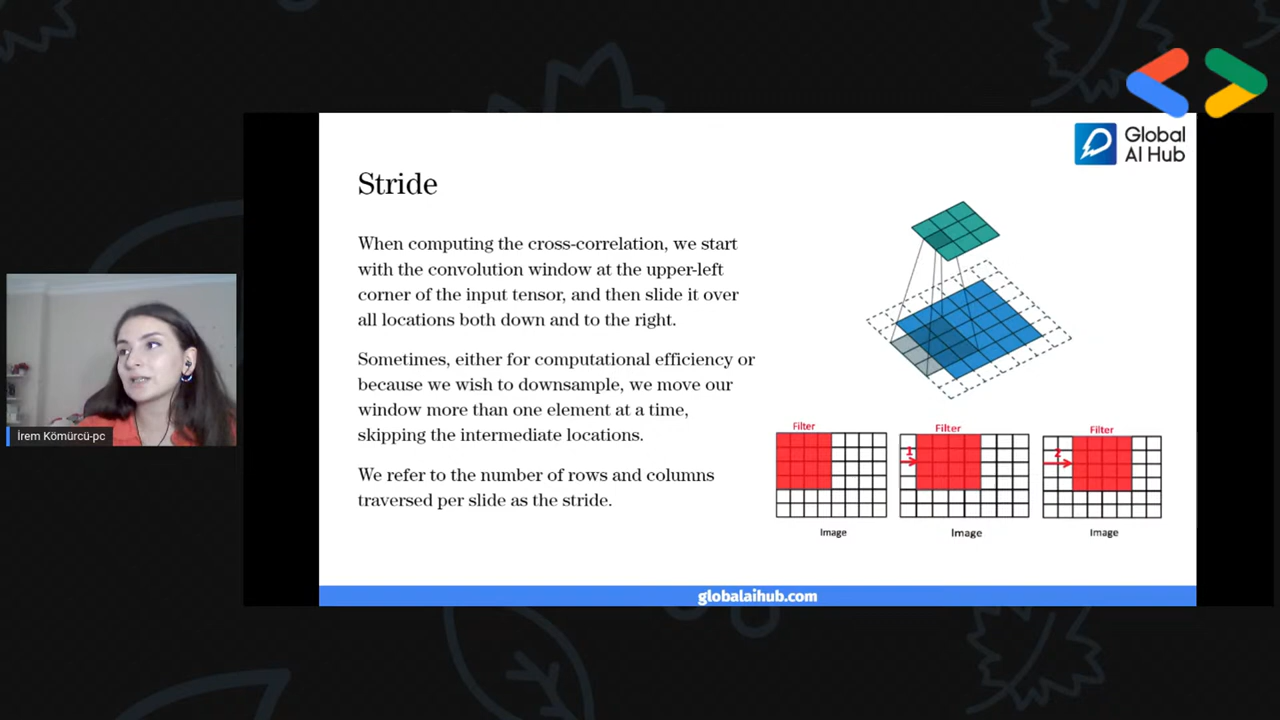 Global
AI Hub
Stride
When computing the cross-correlation, we start
with the convolution window at the upper-left
corner of the input tensor, and then slide it over
all locations both down and to the right.
Sometimes, either for computational efficiency or
because we wish to downsample, we move our
window more than one element at a time,
skipping the intermediate locations.
We refer to the number of rows and columns
traversed per slide as the stride.
Filter
Filter
Filter
1
2
Image
Image
Image
İrem Kömürcü-pc
globalaihub.com